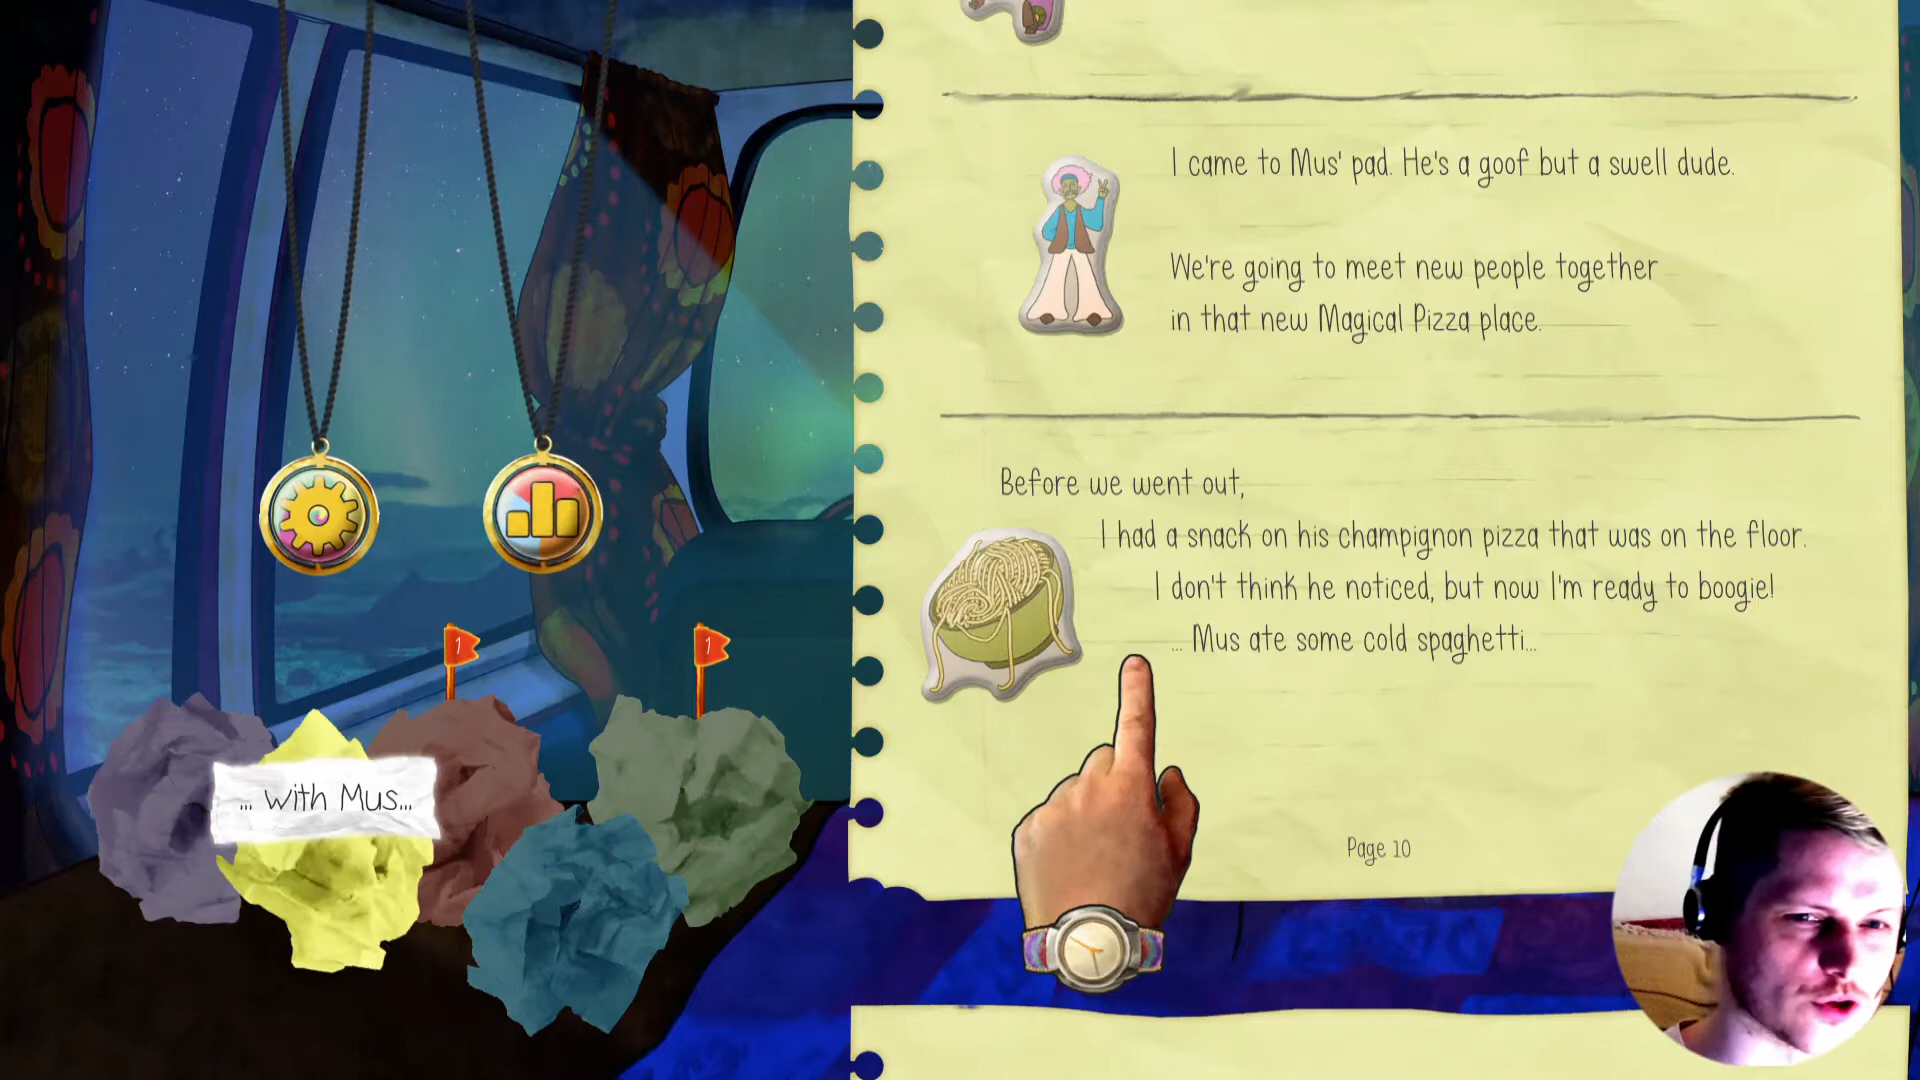 I came to Mus' pad. He's a goof but a swell dude.
We're going to meet new people together
in that new Magical Pizza place.
Before we went out,
I had a snack on his champignon pizza that was on the floor.
I don't think he noticed, but now I'm ready to boogie!
... Mus ate some cold spaghetti...
Page 10
1
1
... with Mus...